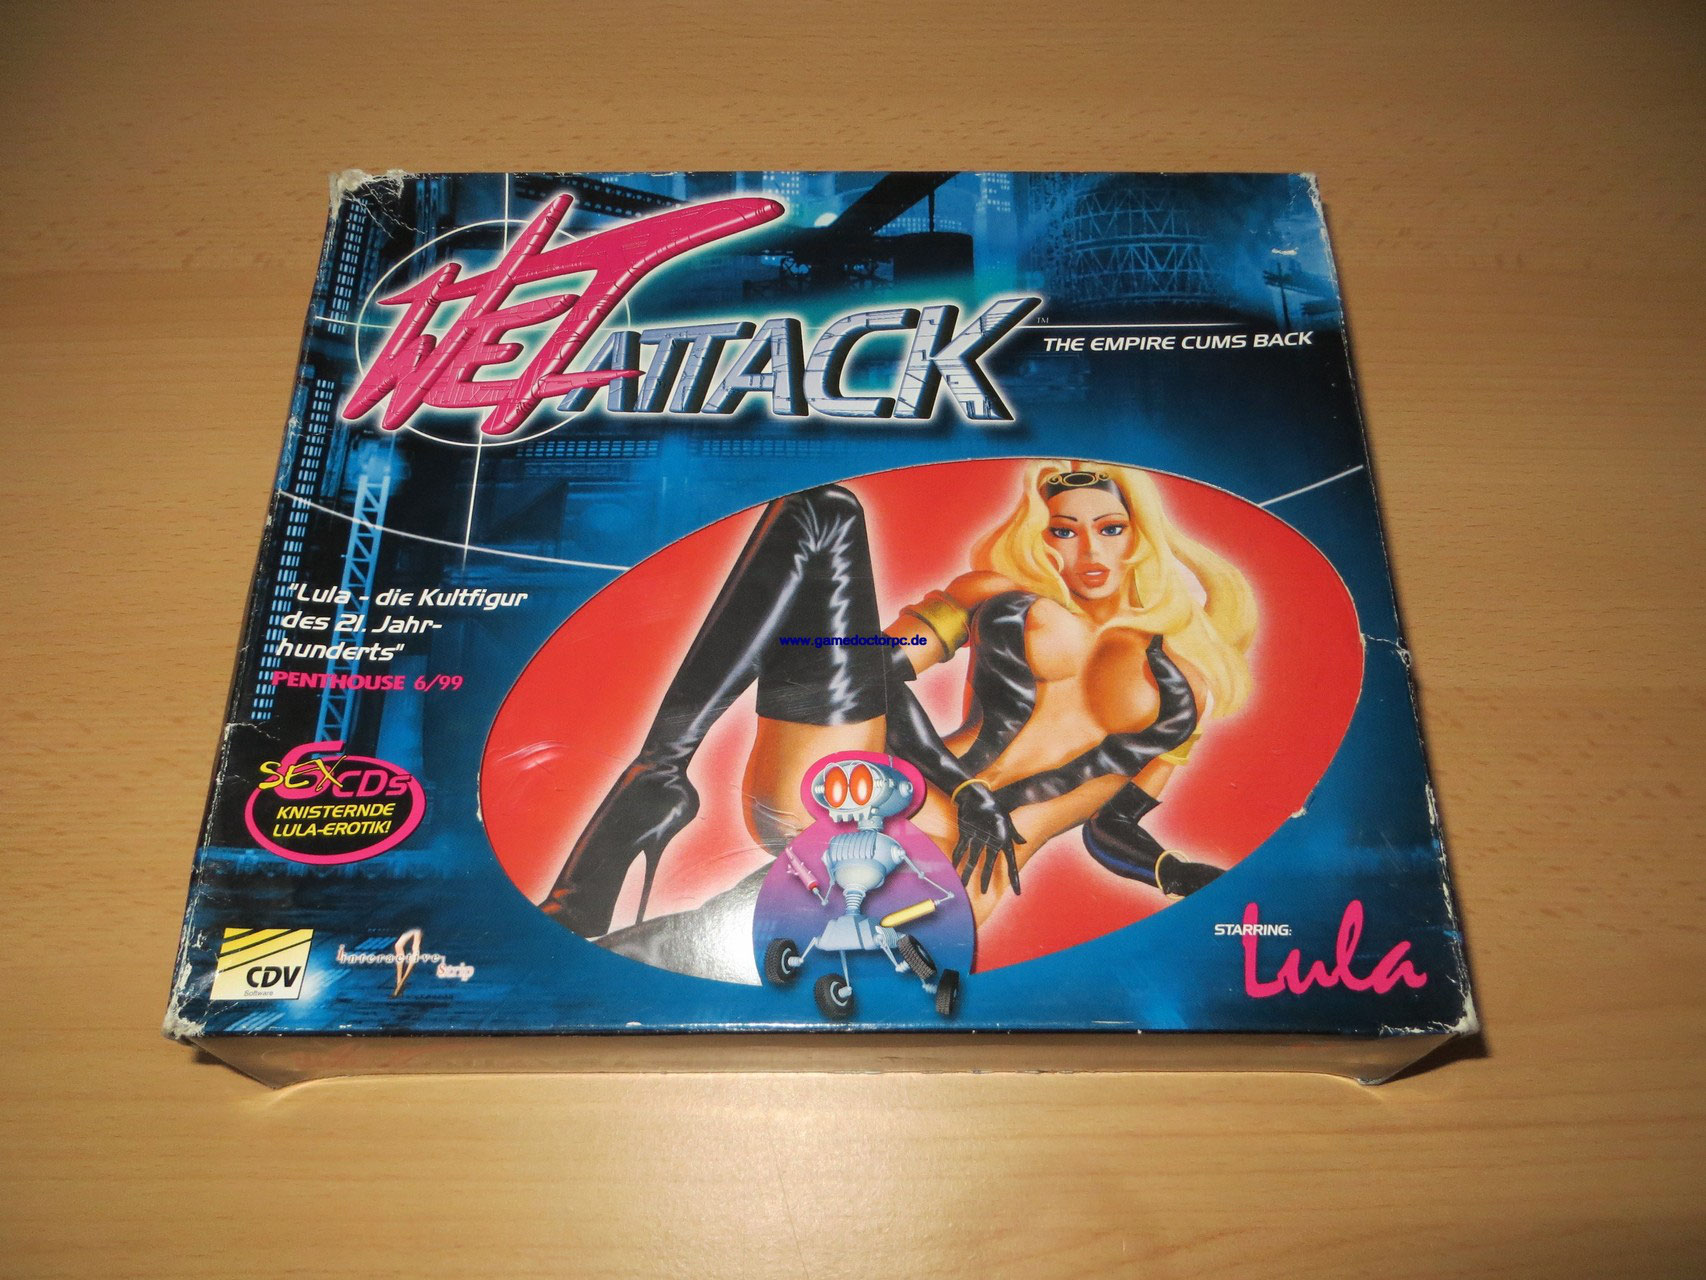 WET ATTACK™
THE EMPIRE CUMS BACK
"Lula - die Kultfigur
des 21. Jahr-
hunderts"
PENTHOUSE 6/99
www.gamedoctorpc.de
6 SEX CDs
KNISTERNDE
LULA-EROTIK!
STARRING:
Lula
CDV
Software
Interactive
Strip